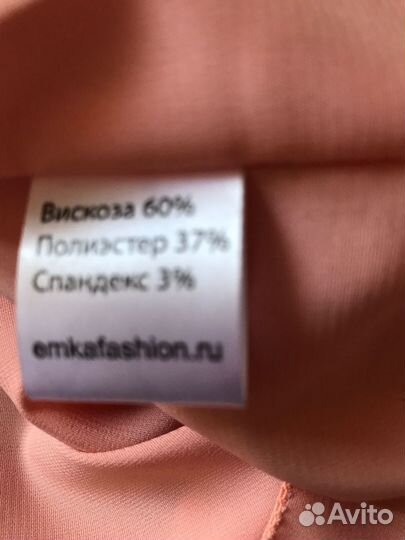 Вискоза 60%
Полиэстер 37%
Спандекс 3%
emkafashion.ru
Avito